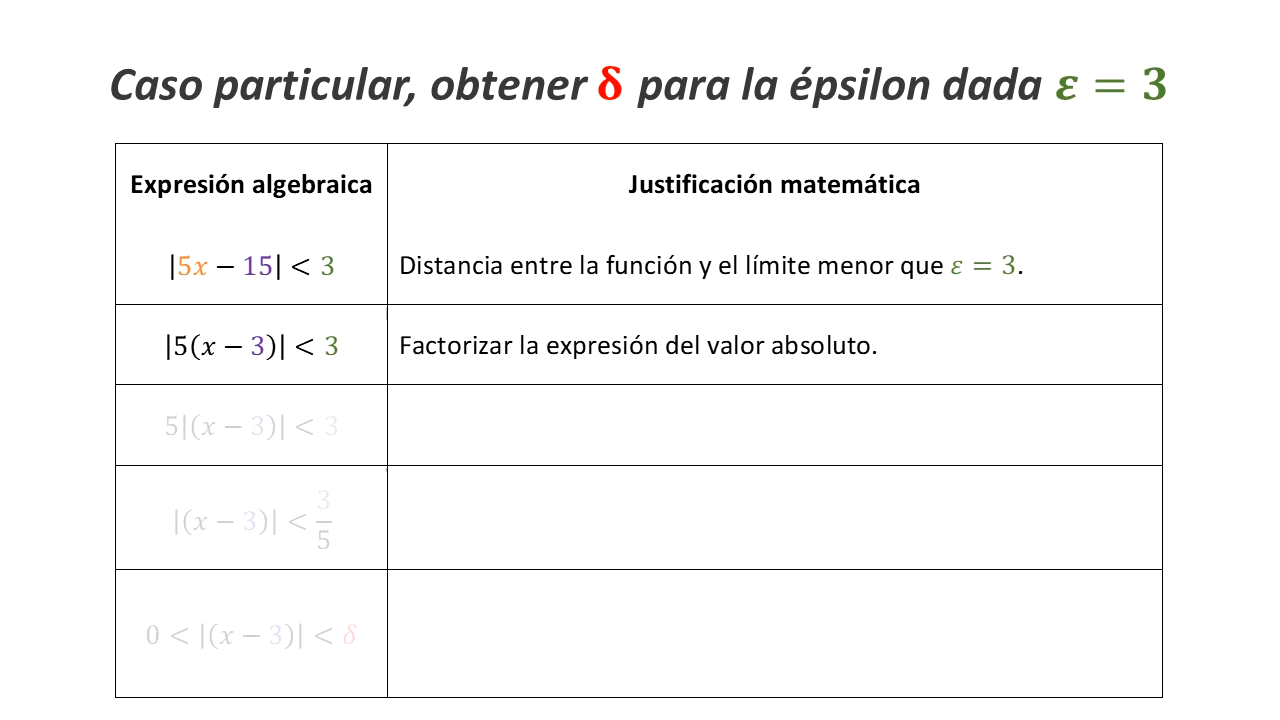 Caso particular, obtener δ para la épsilon dada ε = 3
Expresión algebraica
Justificación matemática
|5x − 15| < 3
Distancia entre la función y el límite menor que ε = 3.
|5(x − 3)| < 3
Factorizar la expresión del valor absoluto.
5|(x − 3)| < 3
|(x − 3)| < 3/5
0 < |(x − 3)| < δ